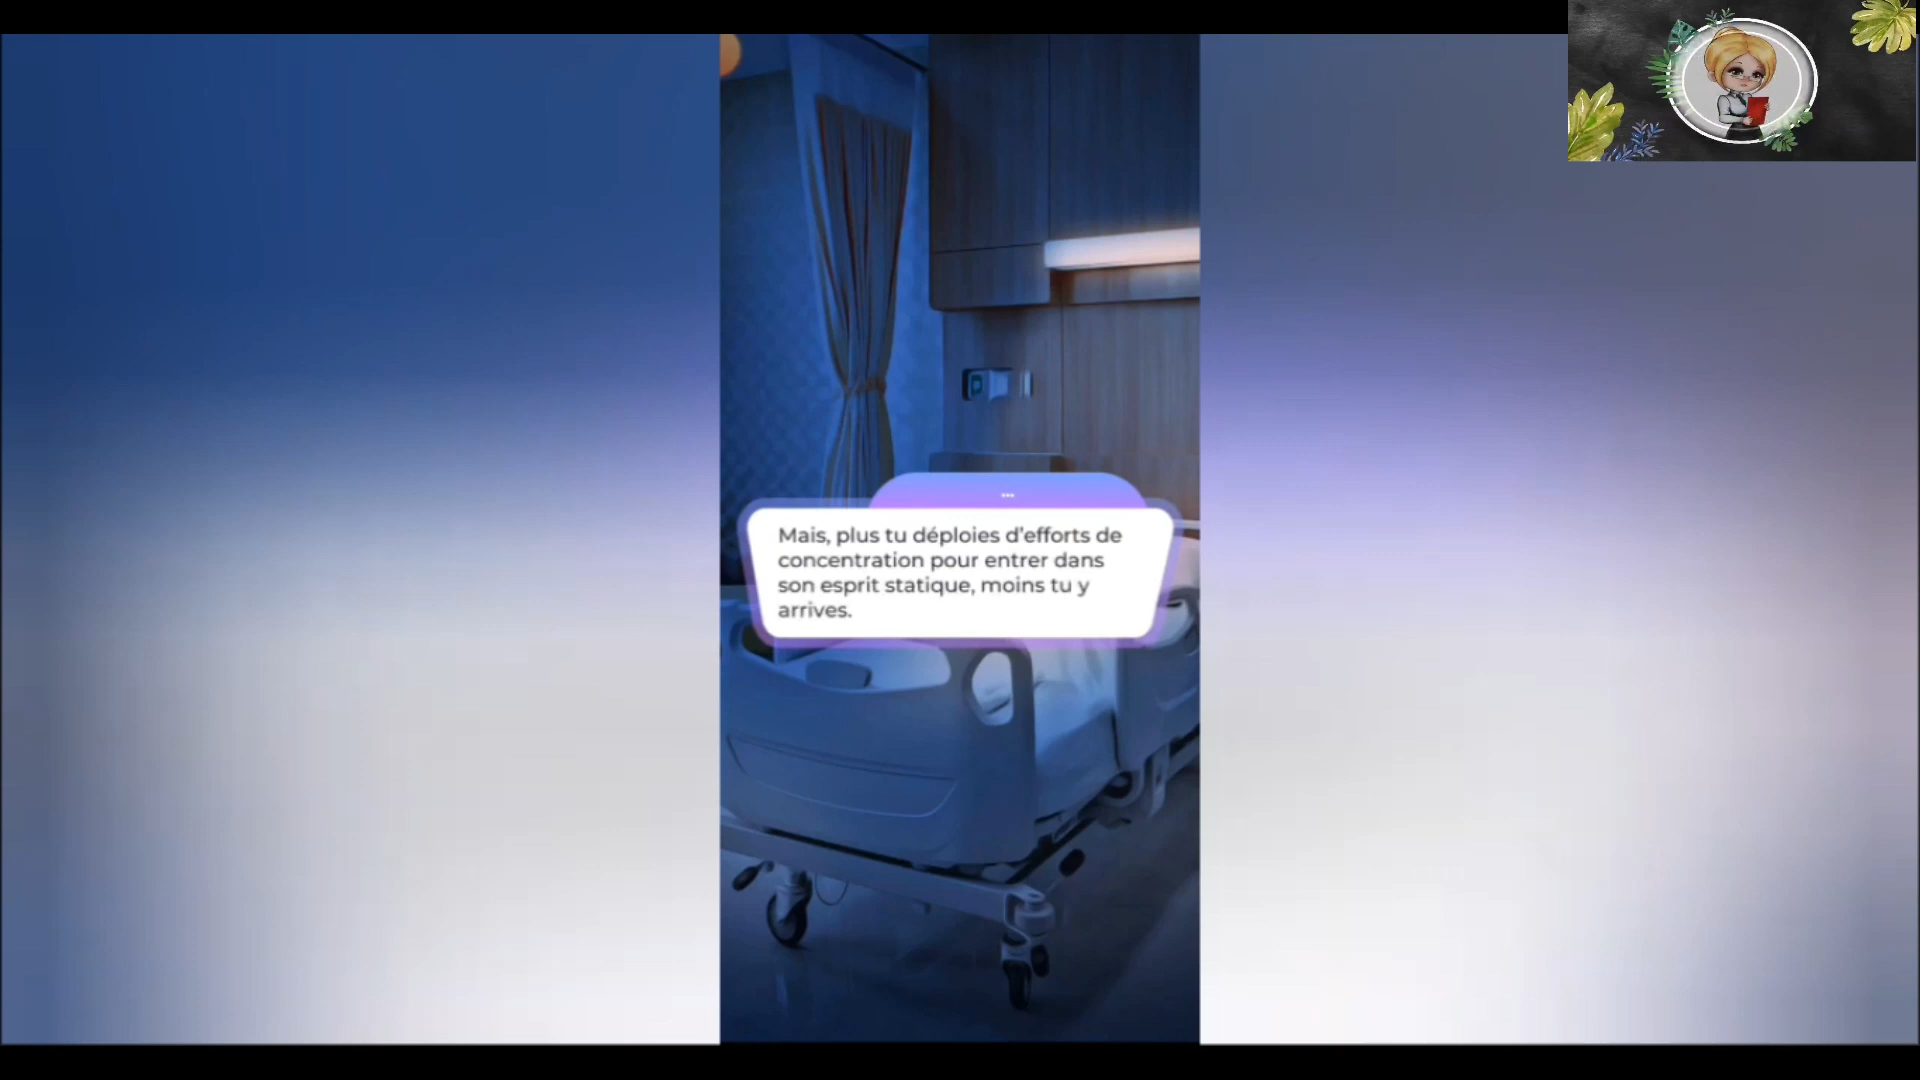 ...
Mais, plus tu déploies d'efforts de
concentration pour entrer dans
son esprit statique, moins tu y
arrives.